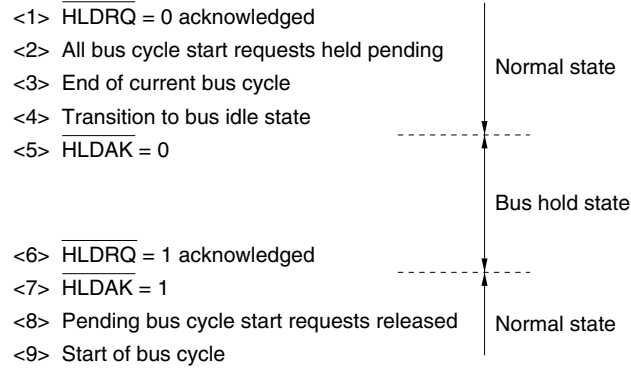 <1> HLDRQ = 0 acknowledged
<2> All bus cycle start requests held pending
Normal state
<3> End of current bus cycle
<4> Transition to bus idle state
<5> HLDAK = 0
Bus hold state
<6> HLDRQ = 1 acknowledged
<7> HLDAK = 1
<8> Pending bus cycle start requests released
Normal state
<9> Start of bus cycle